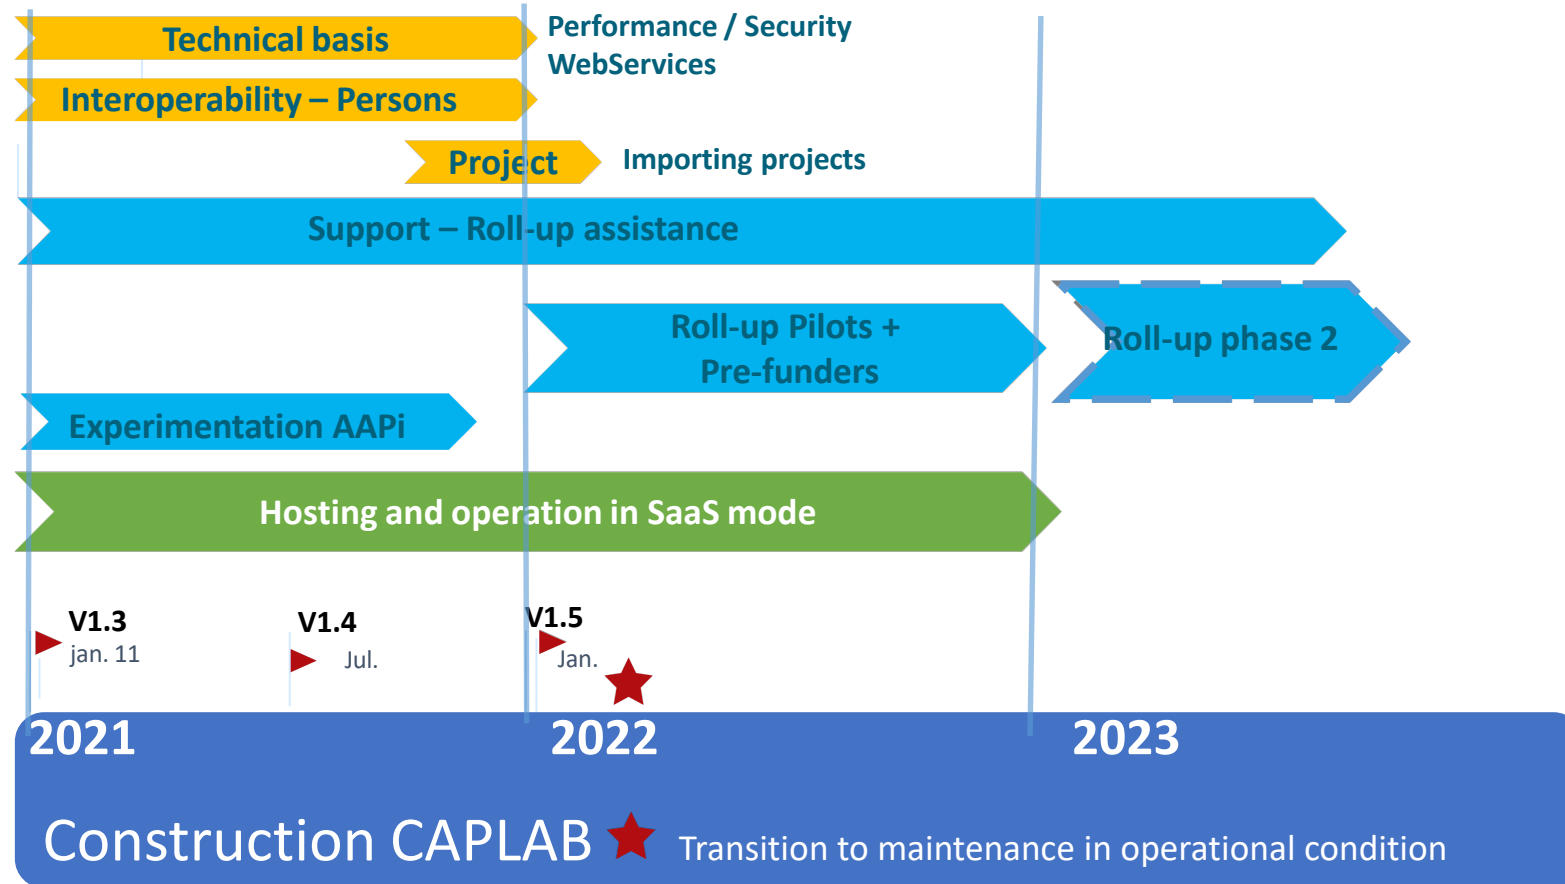 Technical basis
Performance / Security
WebServices
Interoperability – Persons
Project
Importing projects
Support – Roll-up assistance
Roll-up Pilots +
Pre-funders
Roll-up phase 2
Experimentation AAPi
Hosting and operation in SaaS mode
V1.3
jan. 11
V1.4
Jul.
V1.5
Jan.
2021
2022
2023
Construction CAPLAB
Transition to maintenance in operational condition